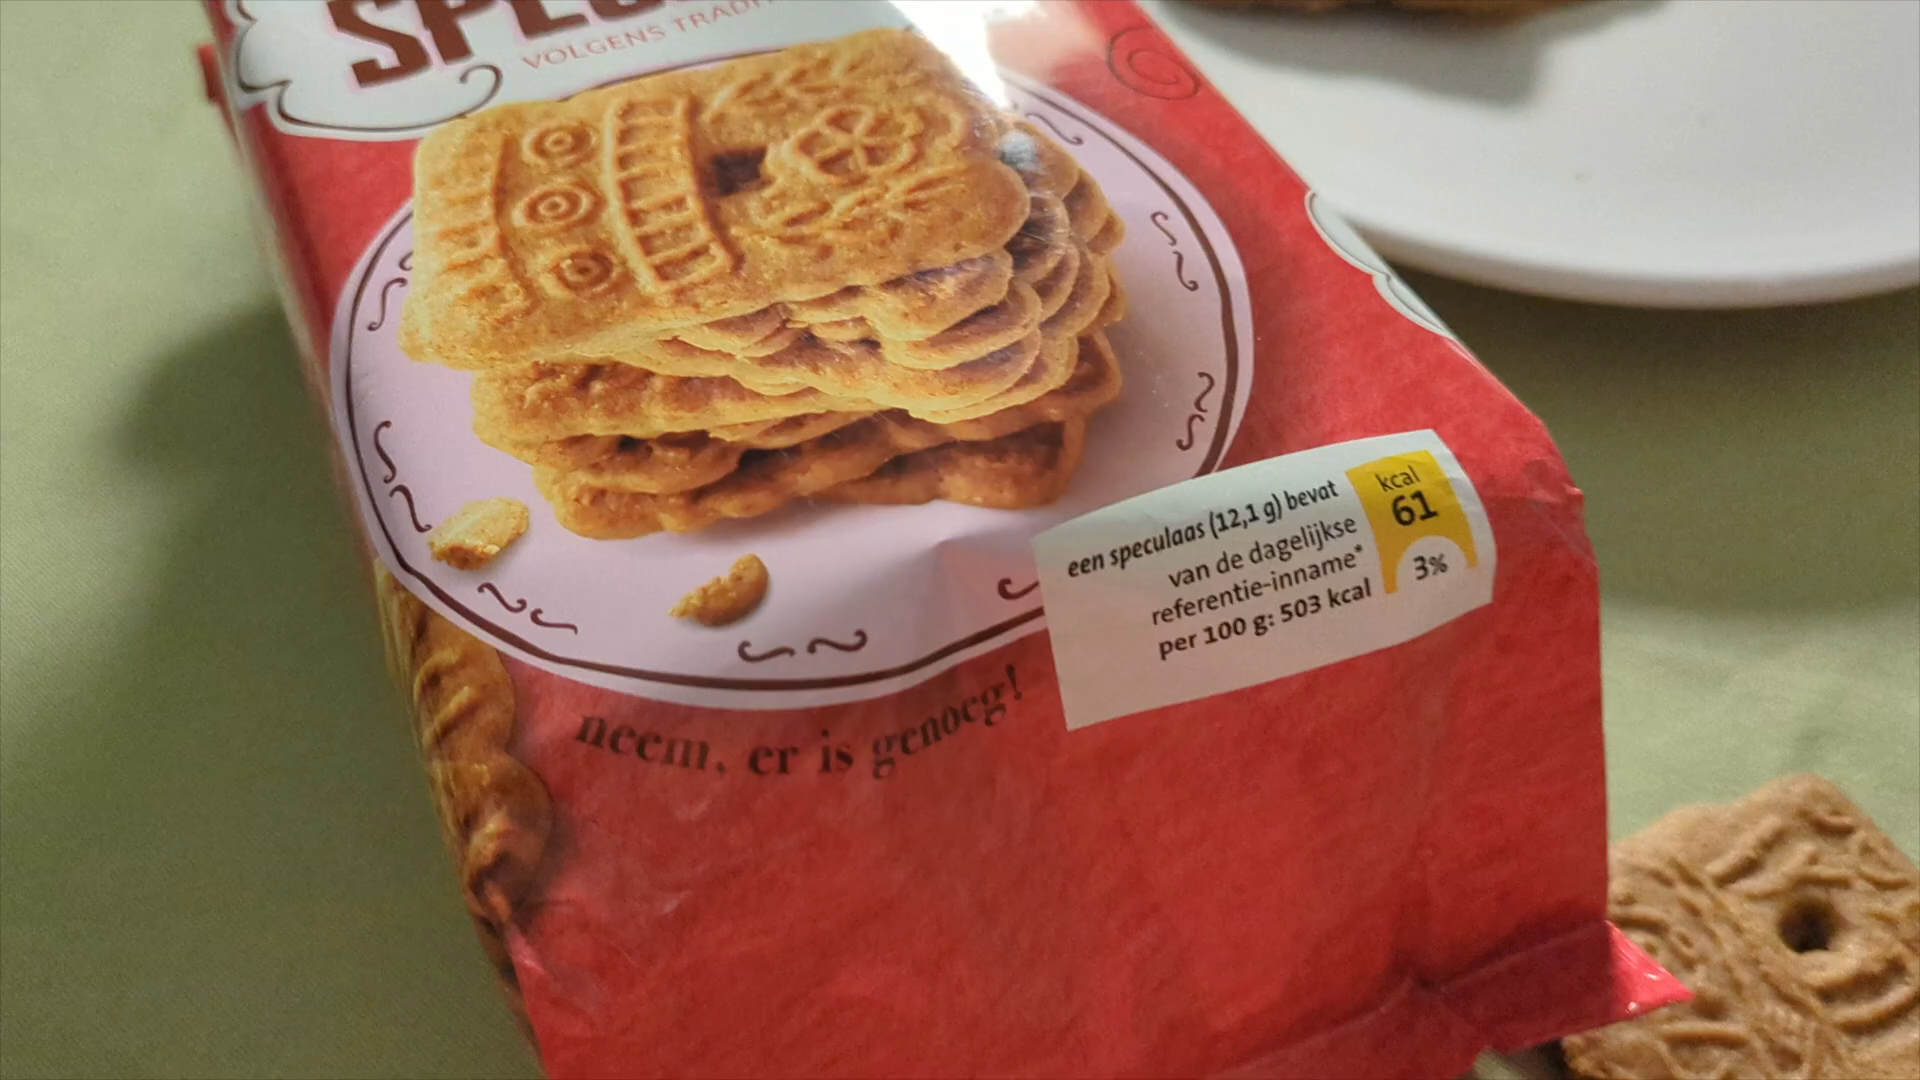 VOLGENS
een speculaas (12,1 g) bevat
van de dagelijkse
referentie-inname*
per 100 g: 503 kcal
kcal
61
3%
neem, er is genoeg!